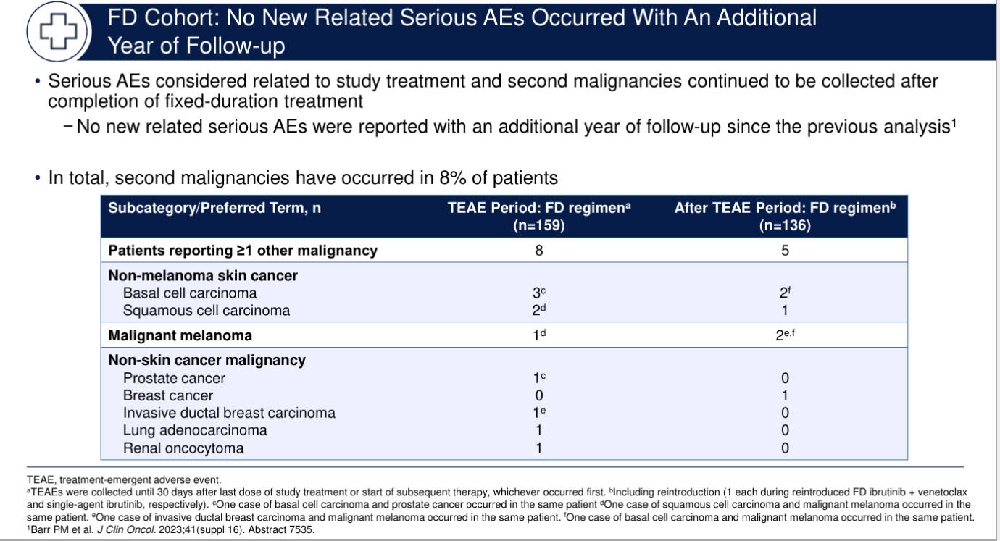 FD Cohort: No New Related Serious AEs Occurred With An Additional
Year of Follow-up
• Serious AEs considered related to study treatment and second malignancies continued to be collected after
completion of fixed-duration treatment
– No new related serious AEs were reported with an additional year of follow-up since the previous analysis¹
• In total, second malignancies have occurred in 8% of patients
Subcategory/Preferred Term, n TEAE Period: FD regimenᵃ (n=159) After TEAE Period: FD regimenᵇ (n=136)
Patients reporting ≥1 other malignancy 8 5
Non-melanoma skin cancer
Basal cell carcinoma 3ᶜ 2ᶠ
Squamous cell carcinoma 2ᵈ 1
Malignant melanoma 1ᵈ 2ᵉ,ᶠ
Non-skin cancer malignancy
Prostate cancer 1ᶜ 0
Breast cancer 0 1
Invasive ductal breast carcinoma 1ᵉ 0
Lung adenocarcinoma 1 0
Renal oncocytoma 1 0
TEAE, treatment-emergent adverse event.
ᵃTEAEs were collected until 30 days after last dose of study treatment or start of subsequent therapy, whichever occurred first. ᵇIncluding reintroduction (1 each during reintroduced FD ibrutinib + venetoclax
and single-agent ibrutinib, respectively). ᶜOne case of basal cell carcinoma and prostate cancer occurred in the same patient ᵈOne case of squamous cell carcinoma and malignant melanoma occurred in the
same patient. ᵉOne case of invasive ductal breast carcinoma and malignant melanoma occurred in the same patient. ᶠOne case of basal cell carcinoma and malignant melanoma occurred in the same patient.
¹Barr PM et al. J Clin Oncol. 2023;41(suppl 16). Abstract 7535.